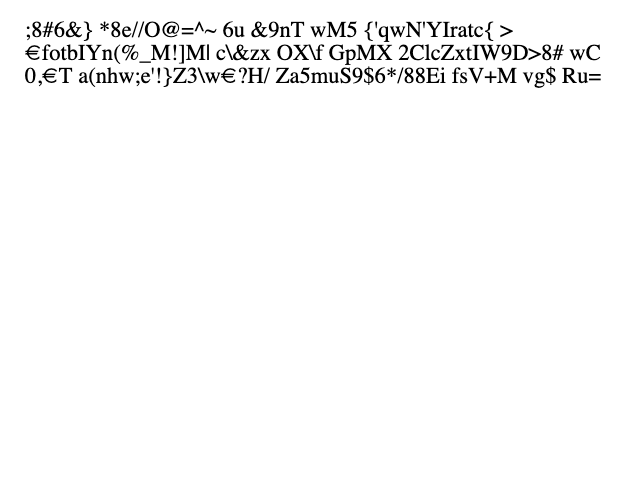 ;8#6&} *8e//O@=^~ 6u &9nT wM5 {'qwN'YIratc{ >
€fotbIYn(%_M!]M| c\&zx OX\f GpMX 2ClcZxtIW9D>8# wC
0,€T a(nhw;e'!}Z3\w€?H/ Za5muS9$6*/88Ei fsV+M vg$ Ru=